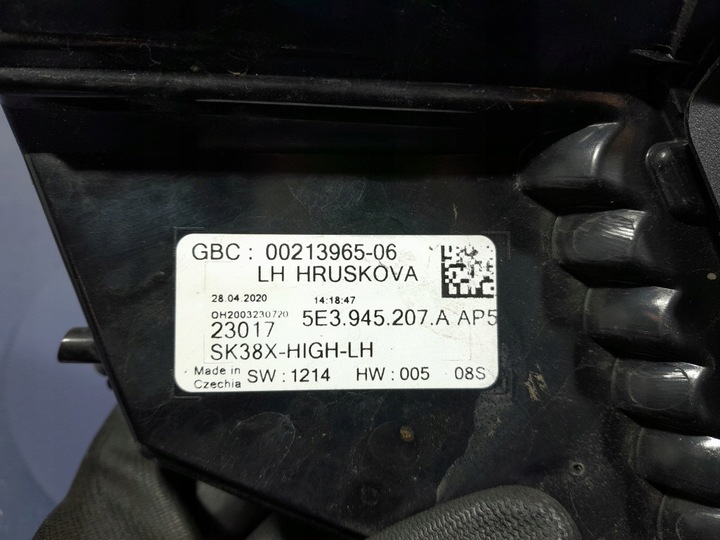 GBC : 00213965-06
LH HRUSKOVA
28.04.2020 14:18:47
OH2003230720
23017 5E3.945.207.A AP5
SK38X-HIGH-LH
Made in Czechia SW : 1214 HW : 005 08S